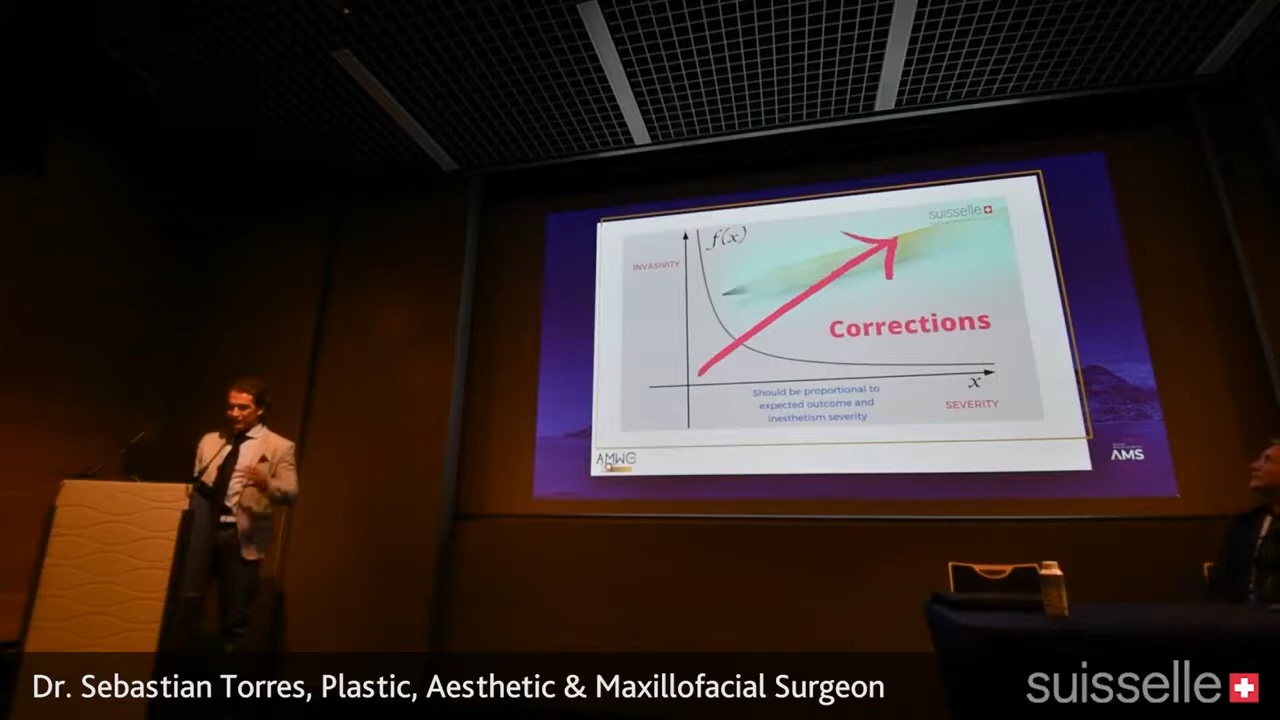 suisselle
f(x)
INVASIVITY
Corrections
x
Should be proportional to
expected outcome and
inesthetism severity
SEVERITY
AMWC
AMS
Dr. Sebastian Torres, Plastic, Aesthetic & Maxillofacial Surgeon
suisselle